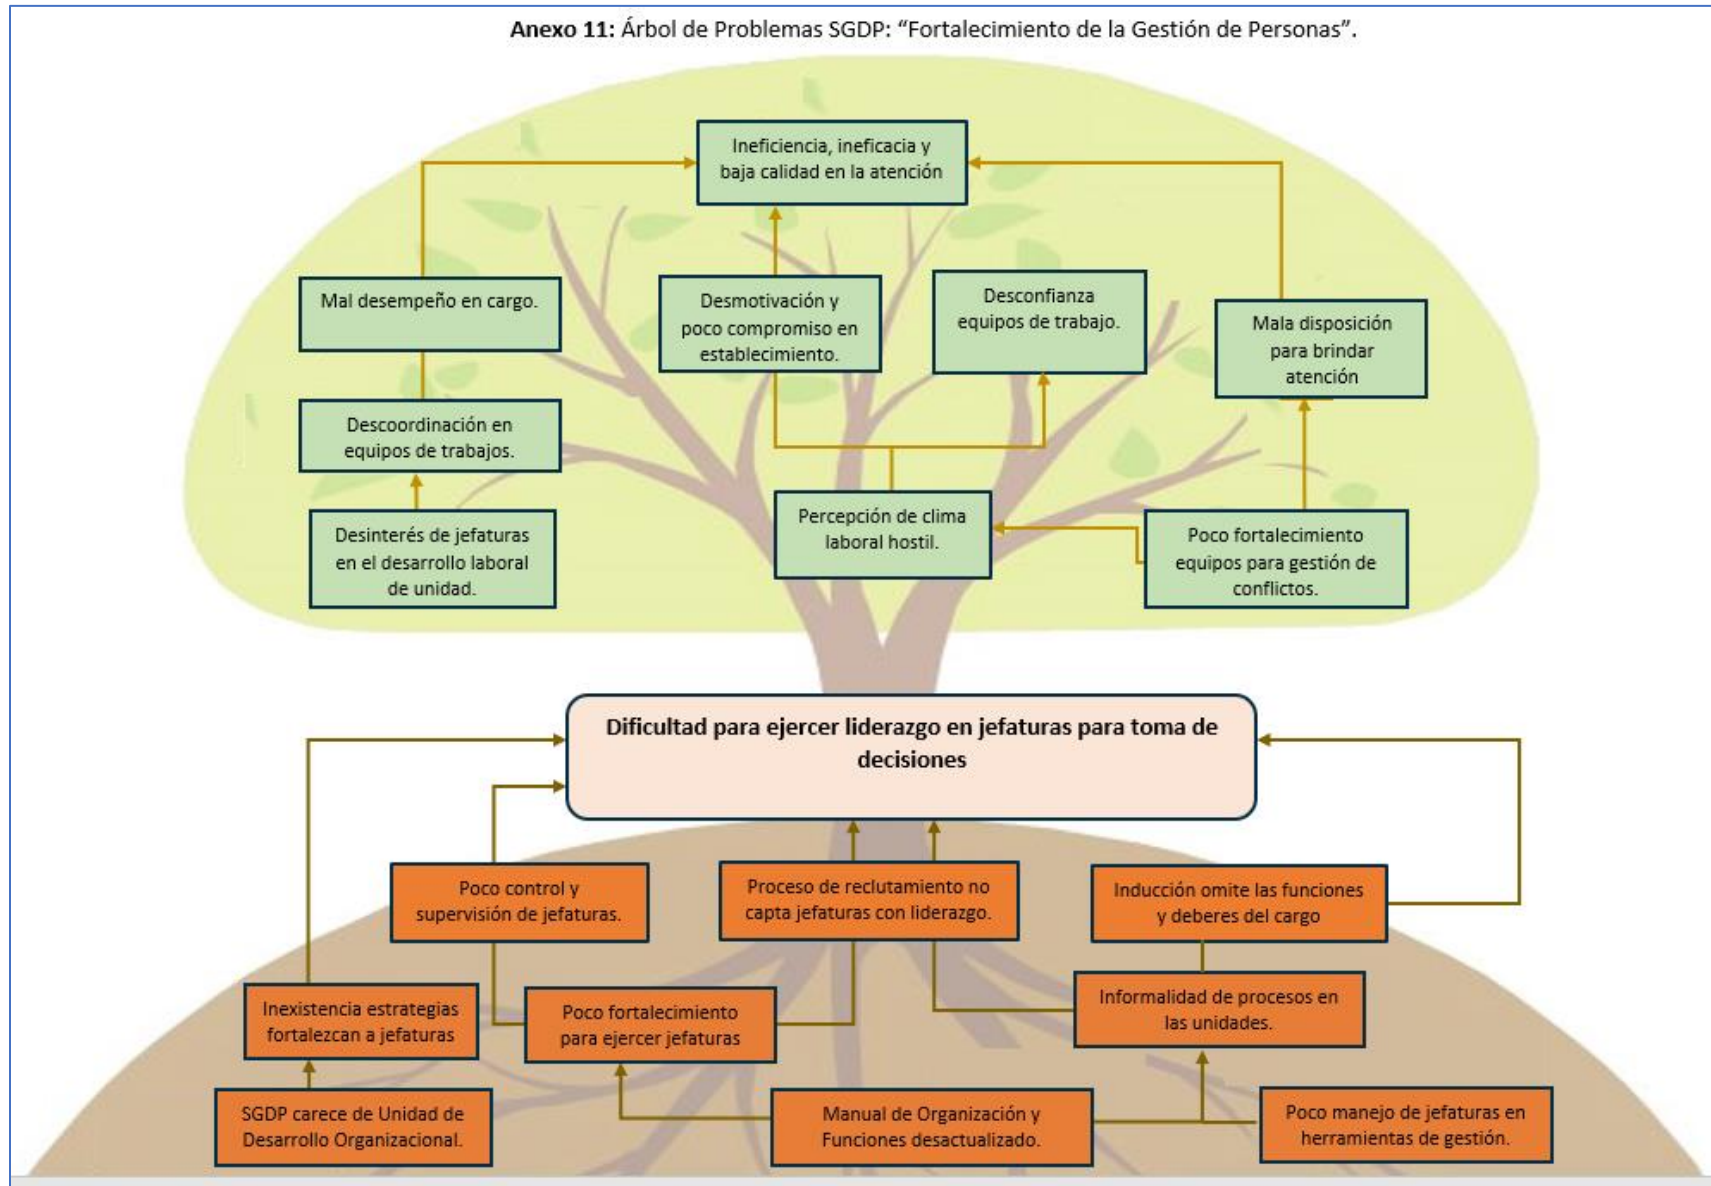 Anexo 11: Árbol de Problemas SGDP: “Fortalecimiento de la Gestión de Personas”.
Ineficiencia, ineficacia y
baja calidad en la atención
Mal desempeño en cargo.
Desmotivación y
poco compromiso en
establecimiento.
Desconfianza
equipos de trabajo.
Mala disposición
para brindar
atención
Descoordinación en
equipos de trabajos.
Desinterés de jefaturas
en el desarrollo laboral
de unidad.
Percepción de clima
laboral hostil.
Poco fortalecimiento
equipos para gestión de
conflictos.
Dificultad para ejercer liderazgo en jefaturas para toma de
decisiones
Poco control y
supervisión de jefaturas.
Proceso de reclutamiento no
capta jefaturas con liderazgo.
Inducción omite las funciones
y deberes del cargo
Inexistencia estrategias
fortalezcan a jefaturas
Poco fortalecimiento
para ejercer jefaturas
Informalidad de procesos en
las unidades.
SGDP carece de Unidad de
Desarrollo Organizacional.
Manual de Organización y
Funciones desactualizado.
Poco manejo de jefaturas en
herramientas de gestión.